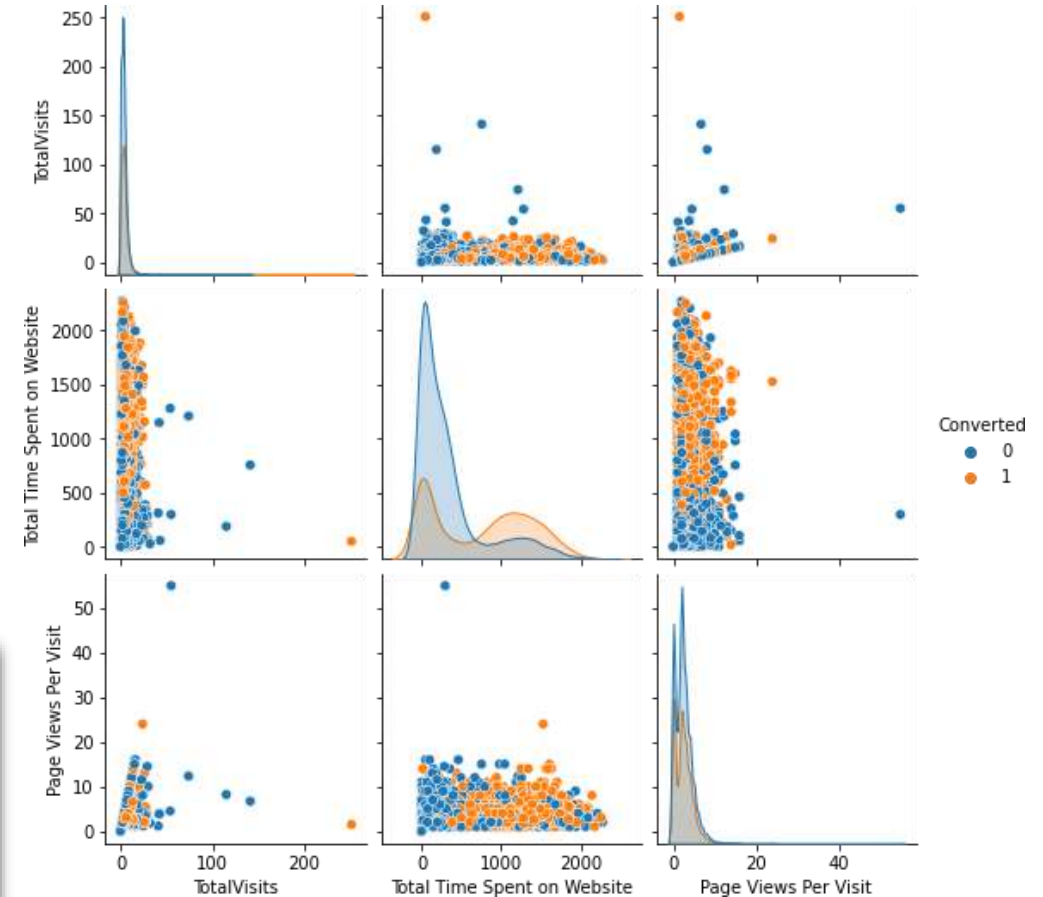 250
200
150
100
50
0
TotalVisits
2000
1500
1000
500
0
Total Time Spent on Website
Converted
0
1
50
40
30
20
10
0
Page Views Per Visit
0 100 200
0 1000 2000
0 20 40
TotalVisits
Total Time Spent on Website
Page Views Per Visit